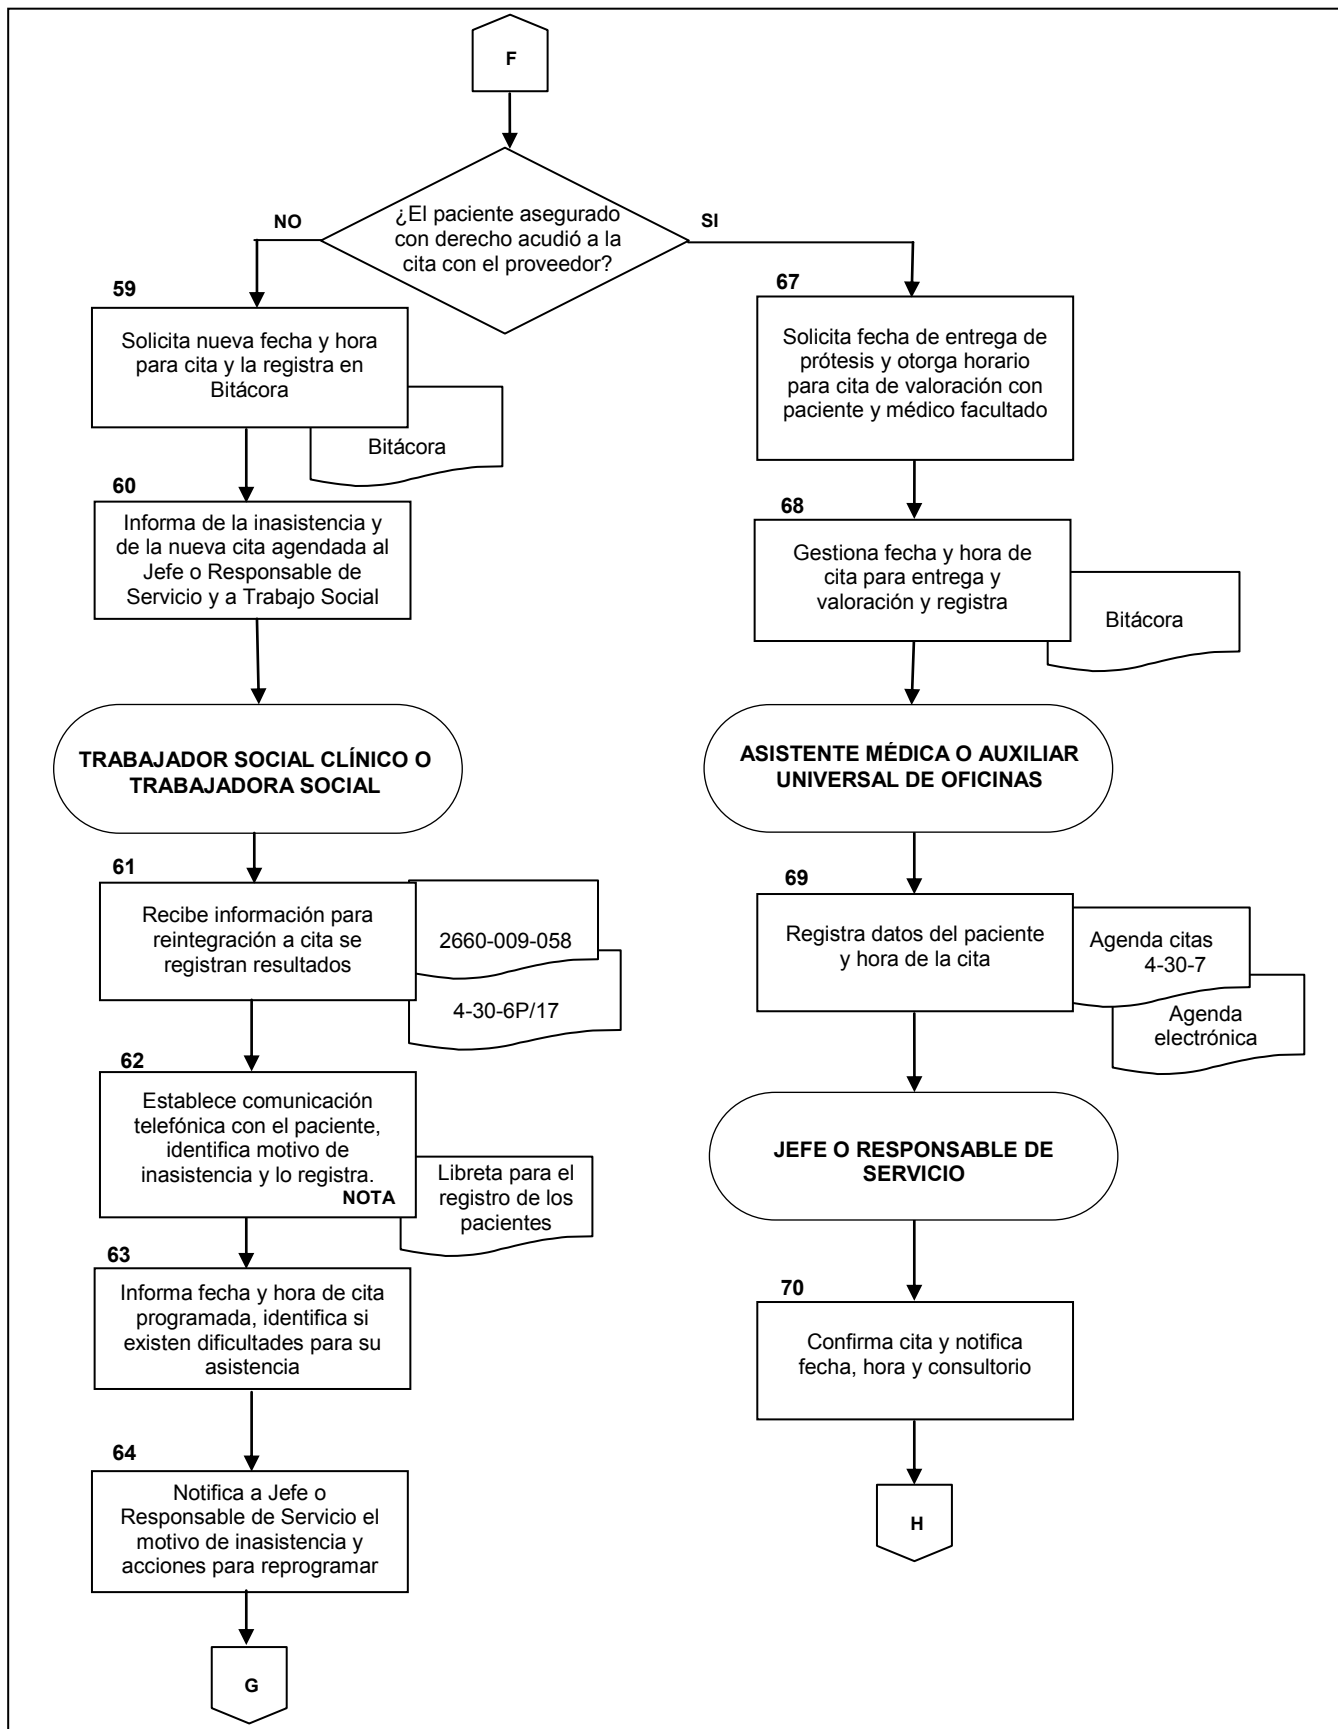 F
¿El paciente asegurado
con derecho acudió a la
cita con el proveedor?
NO
SI
59
Solicita nueva fecha y hora
para cita y la registra en
Bitácora
Bitácora
60
Informa de la inasistencia y
de la nueva cita agendada al
Jefe o Responsable de
Servicio y a Trabajo Social
TRABAJADOR SOCIAL CLÍNICO O
TRABAJADORA SOCIAL
61
Recibe información para
reintegración a cita se
registran resultados
2660-009-058
4-30-6P/17
62
Establece comunicación
telefónica con el paciente,
identifica motivo de
inasistencia y lo registra.
NOTA
Libreta para el
registro de los
pacientes
63
Informa fecha y hora de cita
programada, identifica si
existen dificultades para su
asistencia
64
Notifica a Jefe o
Responsable de Servicio el
motivo de inasistencia y
acciones para reprogramar
G
67
Solicita fecha de entrega de
prótesis y otorga horario
para cita de valoración con
paciente y médico facultado
68
Gestiona fecha y hora de
cita para entrega y
valoración y registra
Bitácora
ASISTENTE MÉDICA O AUXILIAR
UNIVERSAL DE OFICINAS
69
Registra datos del paciente
y hora de la cita
Agenda citas
4-30-7
Agenda
electrónica
JEFE O RESPONSABLE DE
SERVICIO
70
Confirma cita y notifica
fecha, hora y consultorio
H